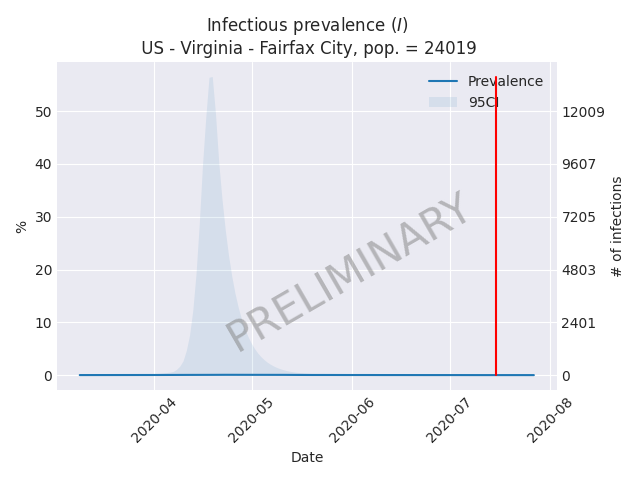 Infectious prevalence (I)
US - Virginia - Fairfax City, pop. = 24019
Prevalence
95CI
50
40
30
20
10
0
%
12009
9607
7205
4803
2401
0
# of infections
PRELIMINARY
2020-04
2020-05
2020-06
2020-07
2020-08
Date